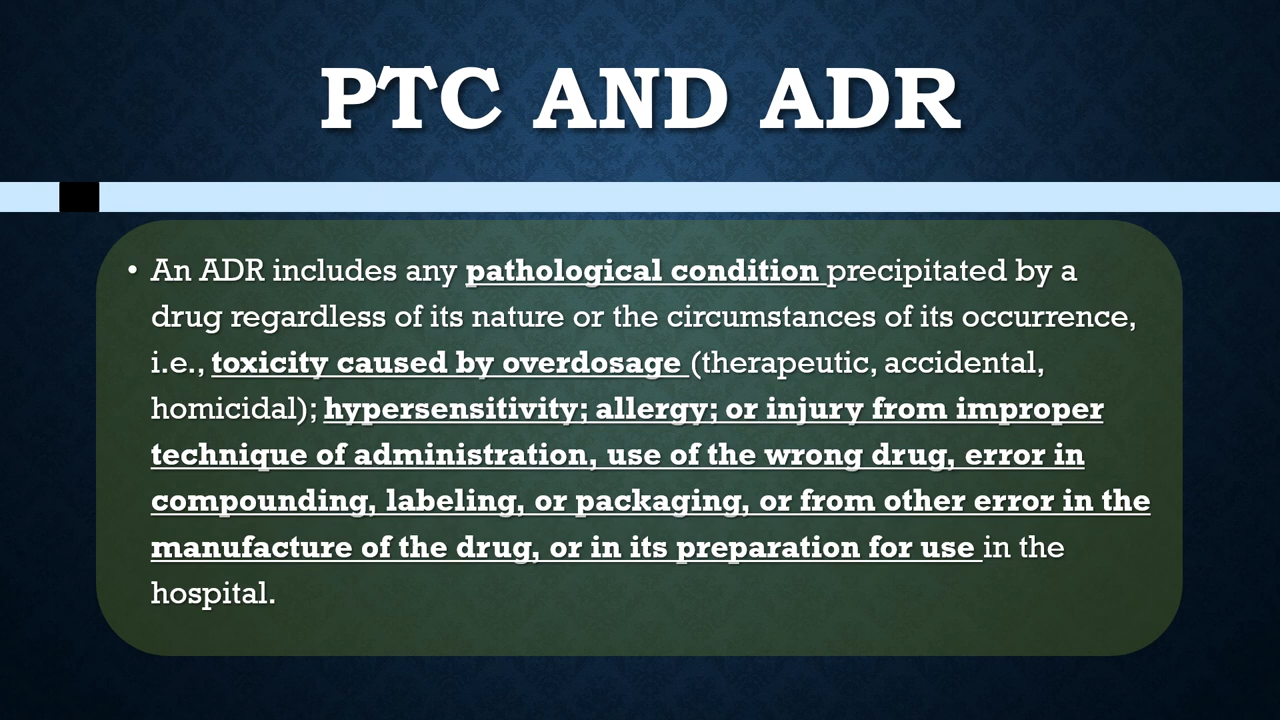 PTC AND ADR
• An ADR includes any pathological condition precipitated by a
drug regardless of its nature or the circumstances of its occurrence,
i.e., toxicity caused by overdosage (therapeutic, accidental,
homicidal); hypersensitivity; allergy; or injury from improper
technique of administration, use of the wrong drug, error in
compounding, labeling, or packaging, or from other error in the
manufacture of the drug, or in its preparation for use in the
hospital.